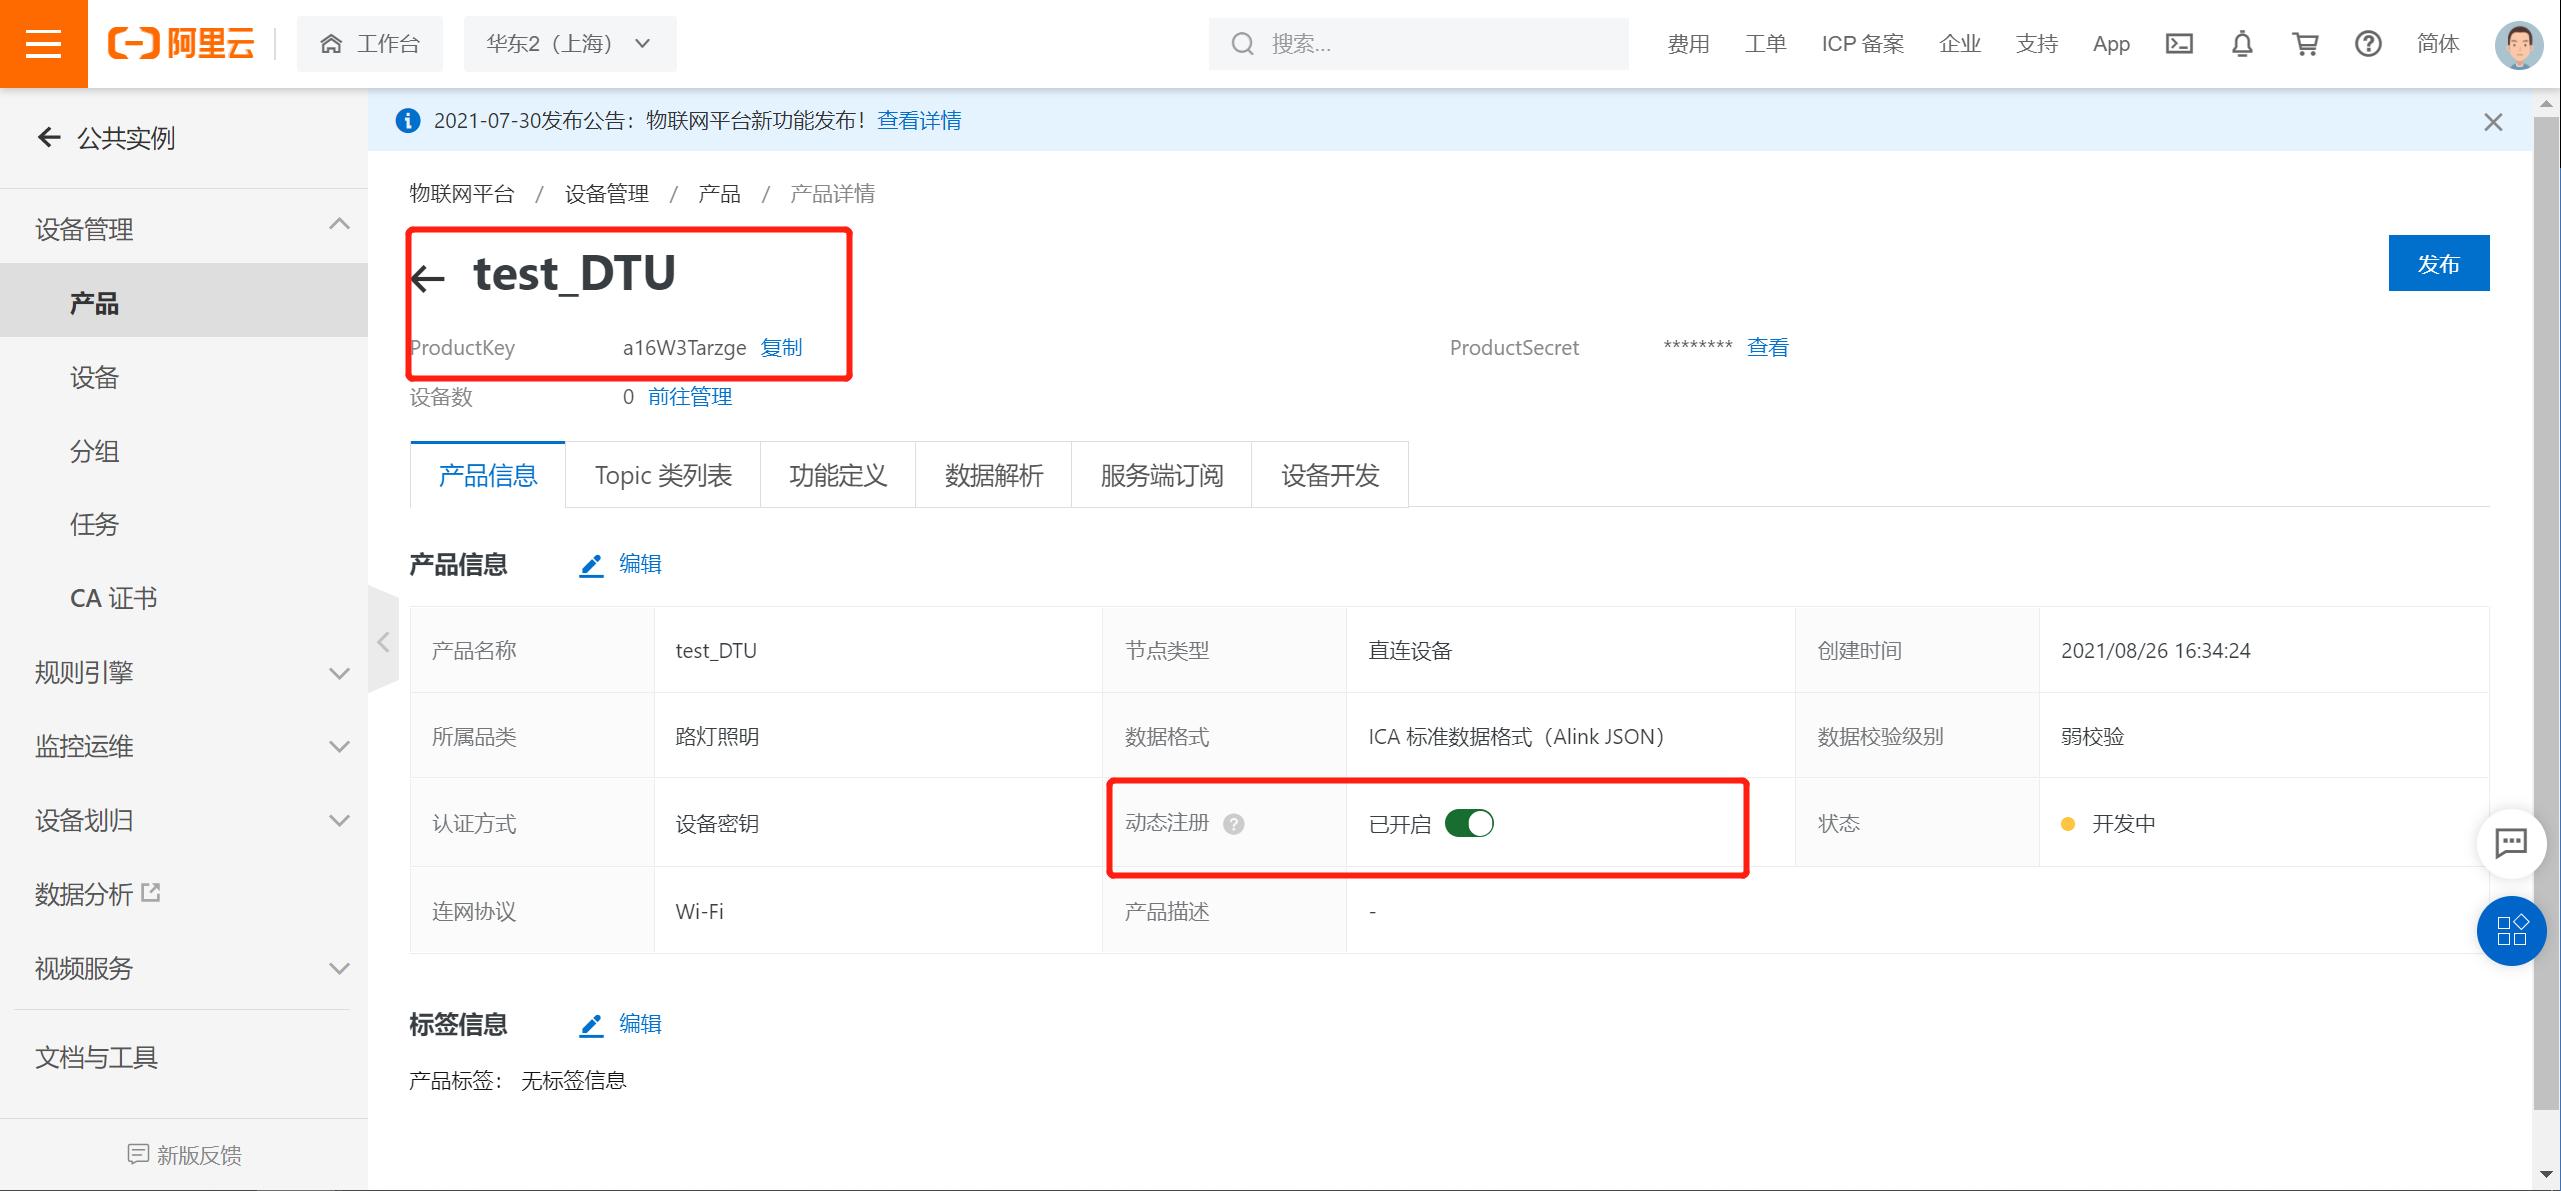 阿里云 工作台 华东2（上海） 搜索... 费用 工单 ICP 备案 企业 支持 App 简体
公共实例
设备管理
产品
设备
分组
任务
CA 证书
规则引擎
监控运维
设备划归
数据分析
视频服务
文档与工具
新版反馈
2021-07-30发布公告：物联网平台新功能发布！查看详情
物联网平台 / 设备管理 / 产品 / 产品详情
test_DTU
发布
ProductKey a16W3Tarzge 复制 ProductSecret ******** 查看
设备数 0 前往管理
产品信息 Topic 类列表 功能定义 数据解析 服务端订阅 设备开发
产品信息 编辑
产品名称 test_DTU 节点类型 直连设备 创建时间 2021/08/26 16:34:24
所属品类 路灯照明 数据格式 ICA 标准数据格式（Alink JSON） 数据校验级别 弱校验
认证方式 设备密钥 动态注册 已开启 状态 开发中
连网协议 Wi-Fi 产品描述 -
标签信息 编辑
产品标签： 无标签信息